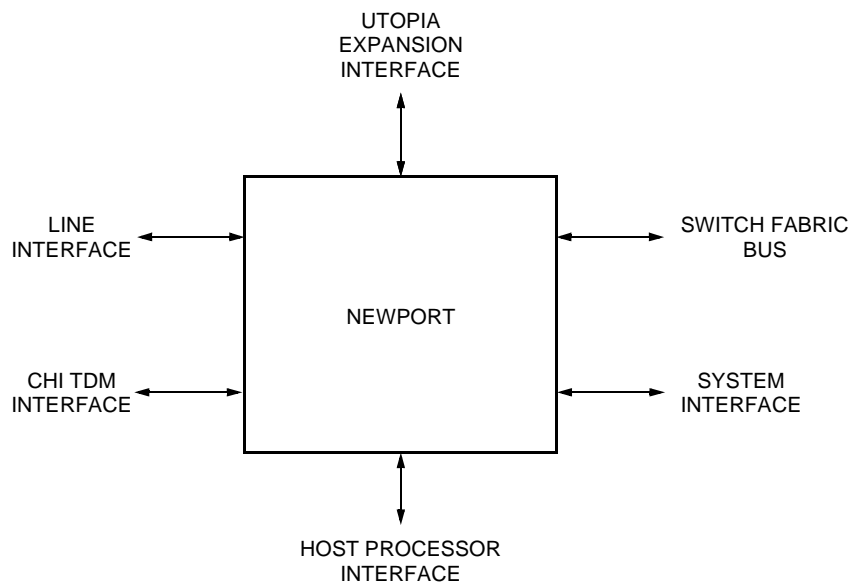 UTOPIA
EXPANSION
INTERFACE
LINE
INTERFACE
SWITCH FABRIC
BUS
NEWPORT
CHI TDM
INTERFACE
SYSTEM
INTERFACE
HOST PROCESSOR
INTERFACE